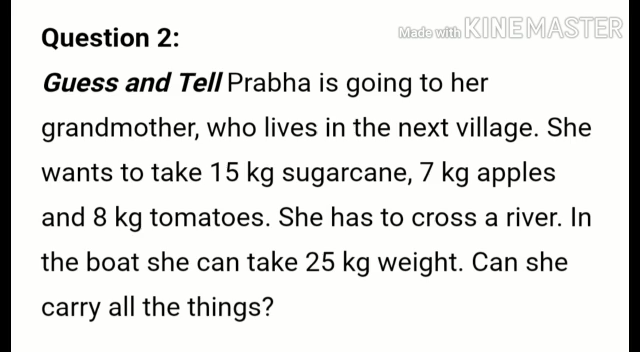 Made with KINEMASTER
Question 2:
Guess and Tell Prabha is going to her
grandmother, who lives in the next village. She
wants to take 15 kg sugarcane, 7 kg apples
and 8 kg tomatoes. She has to cross a river. In
the boat she can take 25 kg weight. Can she
carry all the things?